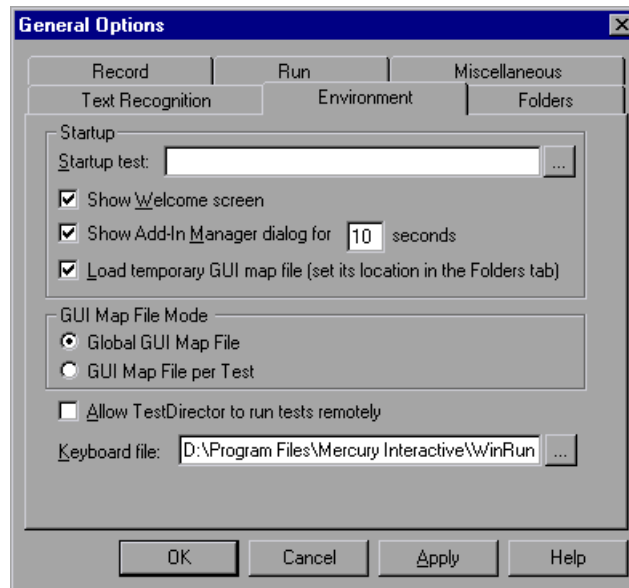 General Options
Record Run Miscellaneous
Text Recognition Environment Folders
Startup
Startup test: ...
Show Welcome screen
Show Add-In Manager dialog for 10 seconds
Load temporary GUI map file (set its location in the Folders tab)
GUI Map File Mode
Global GUI Map File
GUI Map File per Test
Allow TestDirector to run tests remotely
Keyboard file: D:\Program Files\Mercury Interactive\WinRun ...
OK Cancel Apply Help